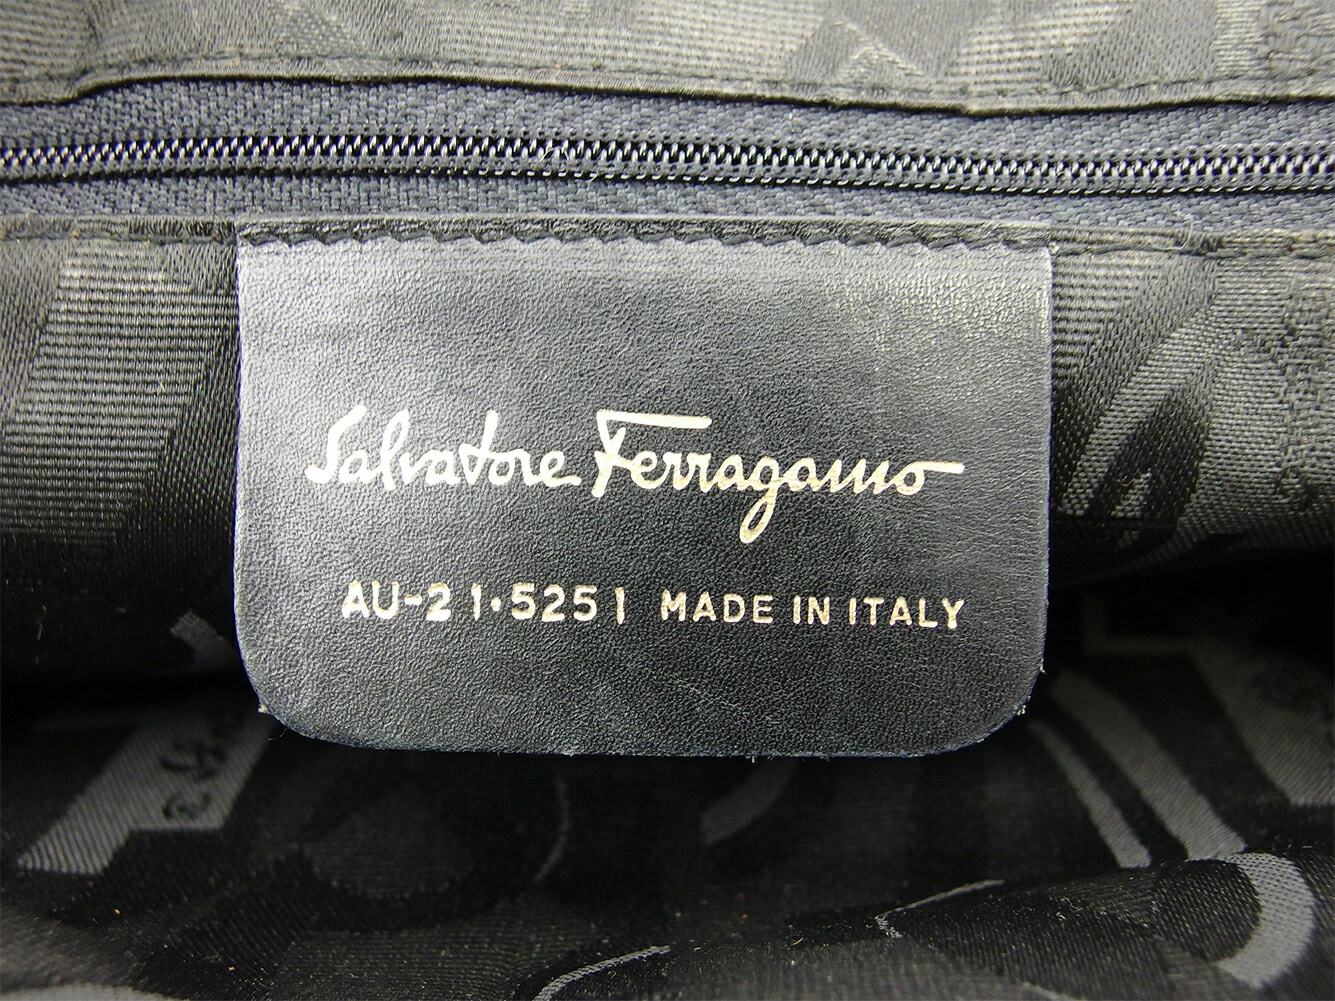 Salvatore Ferragamo
AU-21·5251 MADE IN ITALY